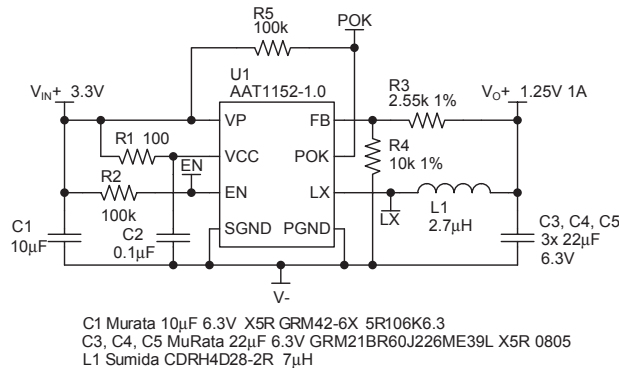 R5
100k
POK
U1
AAT1152-1.0
VIN+ 3.3V
R3
2.55k 1%
VO+ 1.25V 1A
VP
FB
R1 100
R4
10k 1%
VCC
POK
EN
R2
100k
EN
LX
LX
L1
2.7µH
C1
10µF
C2
0.1µF
SGND
PGND
C3, C4, C5
3x 22µF
6.3V
V-
C1 Murata 10µF 6.3V X5R GRM42-6X 5R106K6.3
C3, C4, C5 MuRata 22µF 6.3V GRM21BR60J226ME39L X5R 0805
L1 Sumida CDRH4D28-2R 7µH